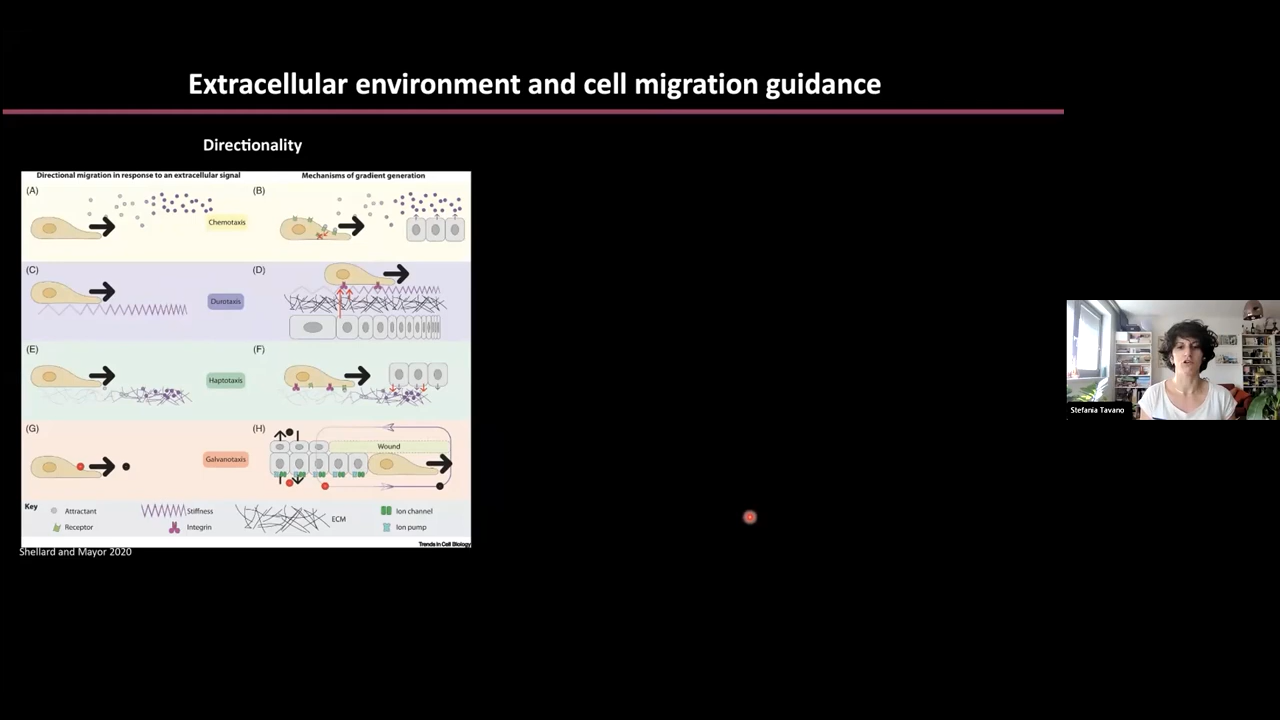 Extracellular environment and cell migration guidance
Directionality
Directional migration in response to an extracellular signal
Mechanisms of gradient generation
(A)
(B)
Chemotaxis
(C)
(D)
Durotaxis
(E)
(F)
Haptotaxis
(G)
(H)
Wound
Galvanotaxis
Key
Attractant
Stiffness
ECM
Ion channel
Receptor
Integrin
Ion pump
Trends in Cell Biology
Shellard and Mayor 2020
Stefania Tavano